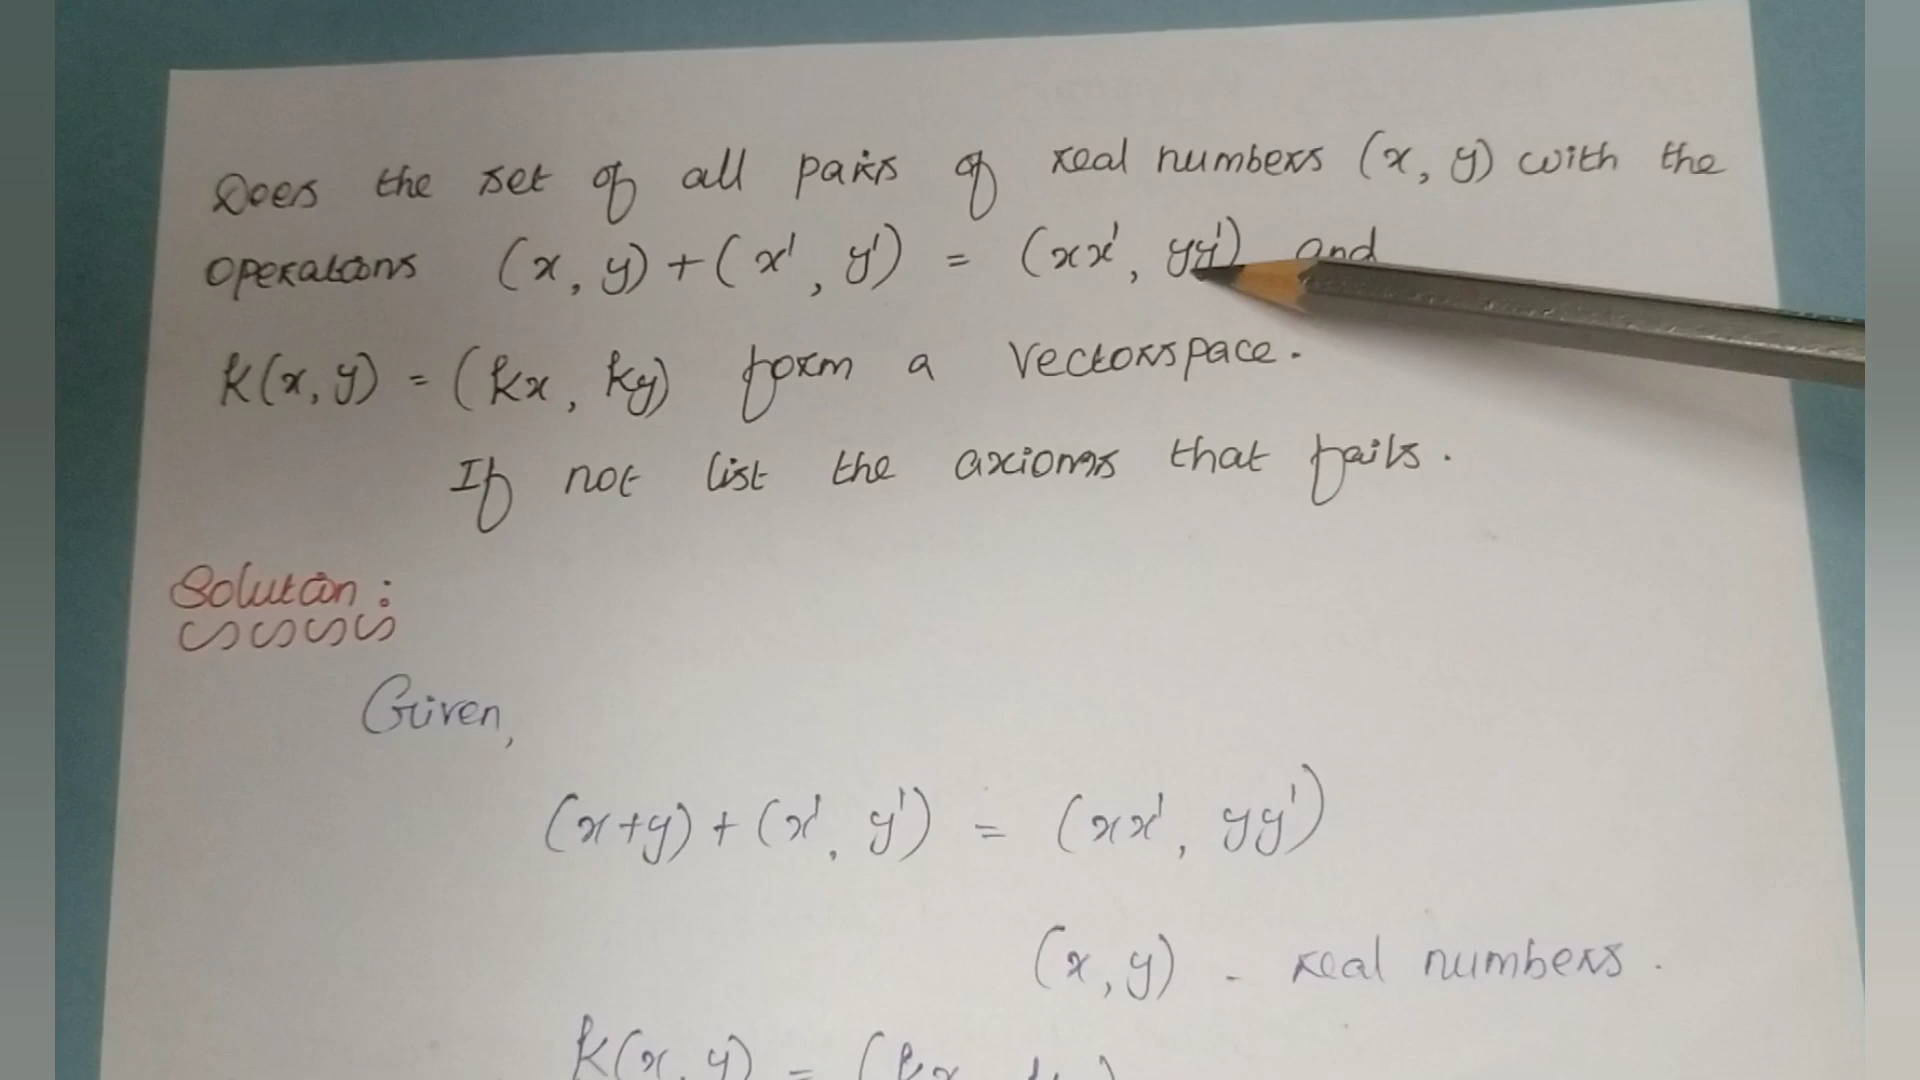 Does the set of all pairs of real numbers (x, y) with the
operations (x, y) + (x', y') = (xx', yy') and
k(x, y) = (kx, ky) form a vectorspace.
If not list the axioms that fails.
Solution:
Given,
(x+y) + (x', y') = (xx', yy')
(x, y) - real numbers.
k(x, y) = (kx